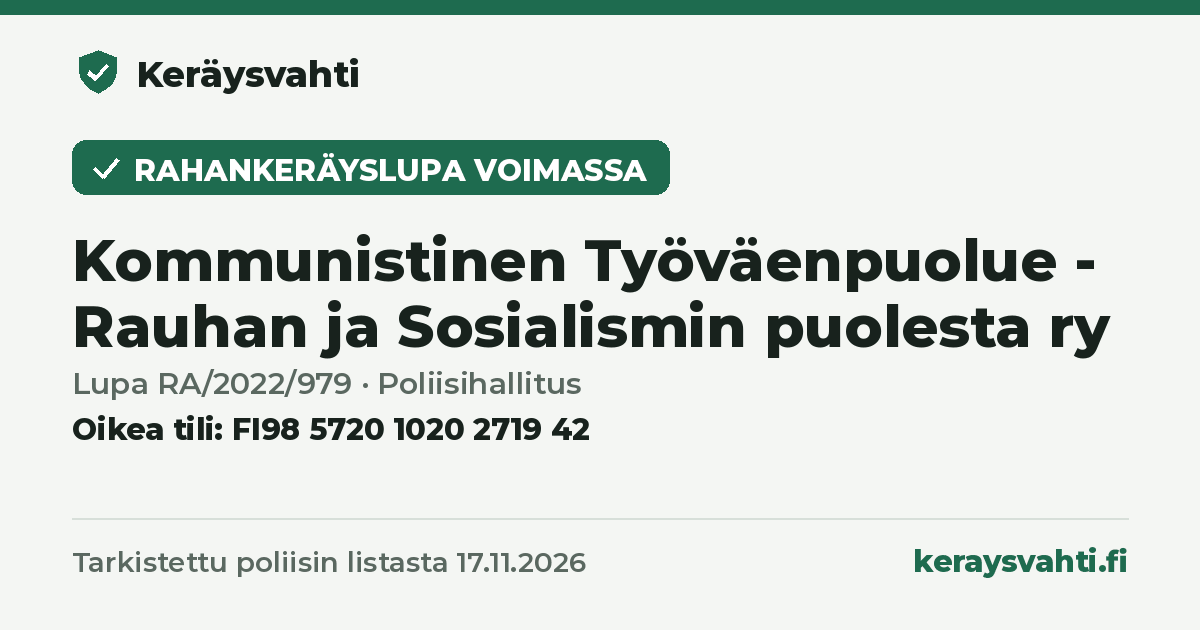 Keräysvahti
RAHANKERÄYSLUPA VOIMASSA
Kommunistinen Työväenpuolue -
Rauhan ja Sosialismin puolesta ry
Lupa RA/2022/979 · Poliisihallitus
Oikea tili: FI98 5720 1020 2719 42
Tarkistettu poliisin listasta 17.11.2026
keraysvahti.fi